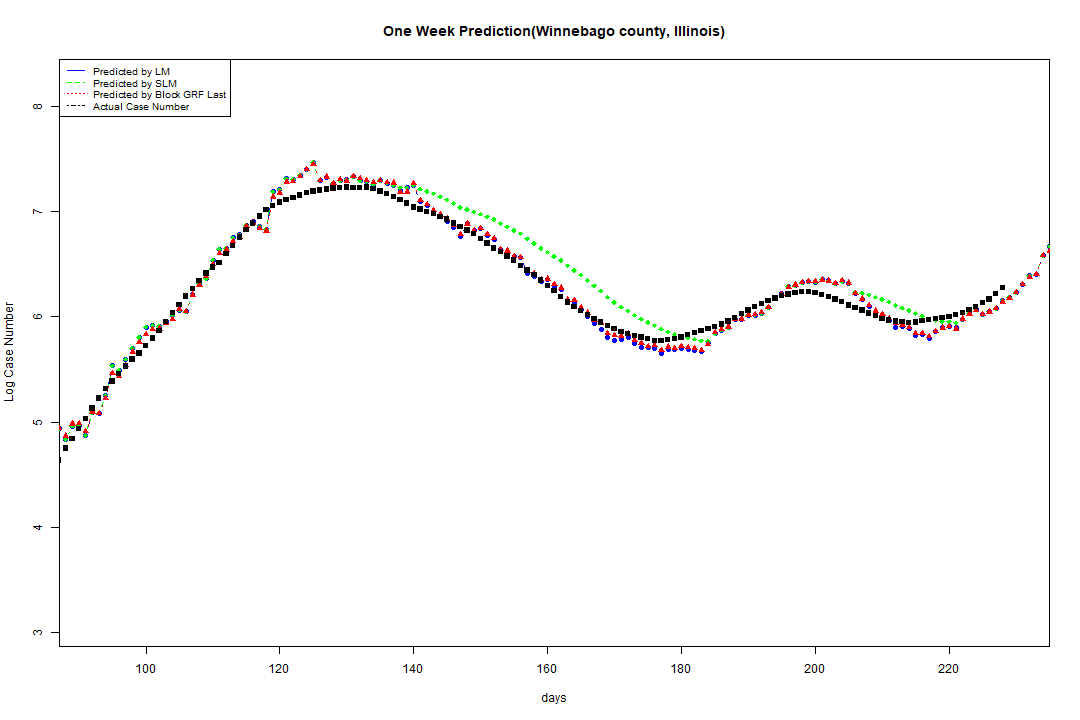 One Week Prediction(Winnebago county, Illinois)
Predicted by LM
Predicted by SLM
Predicted by Block GRF Last
Actual Case Number
8
7
6
5
4
3
Log Case Number
100 120 140 160 180 200 220
days